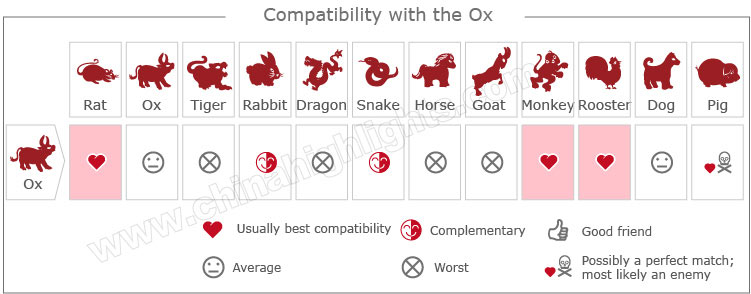 Compatibility with the Ox
Rat Ox Tiger Rabbit Dragon Snake Horse Goat Monkey Rooster Dog Pig
Ox
www.chinahighlights.com
Usually best compatibility Complementary Good friend
Average Worst Possibly a perfect match;
most likely an enemy